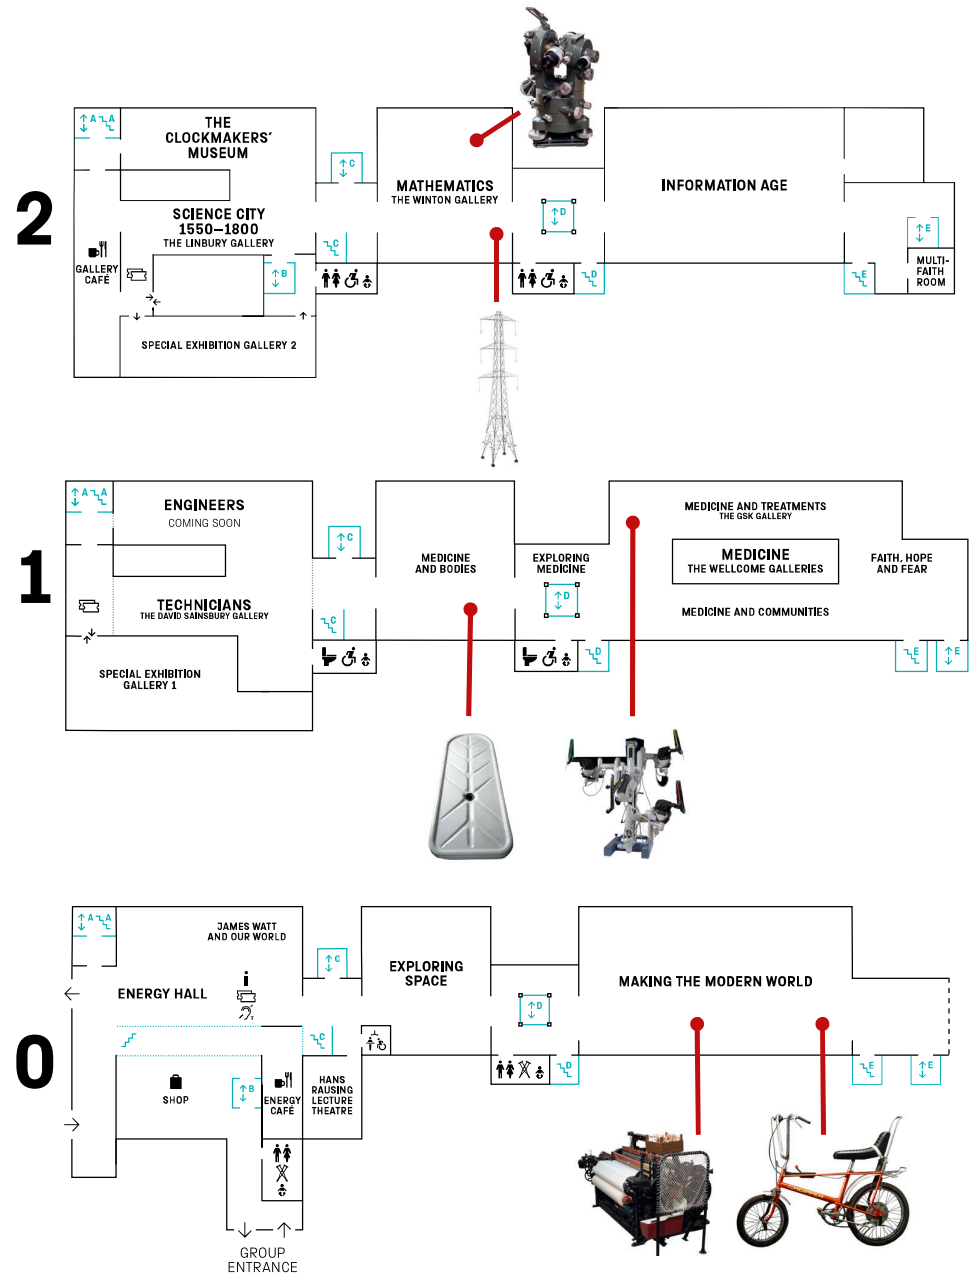 2
A A
THE
CLOCKMAKERS'
MUSEUM
C
MATHEMATICS
THE WINTON GALLERY
INFORMATION AGE
SCIENCE CITY
1550–1800
THE LINBURY GALLERY
D
E
C
GALLERY
CAFÉ
B
D
E
MULTI-
FAITH
ROOM
SPECIAL EXHIBITION GALLERY 2
1
A A
ENGINEERS
COMING SOON
C
MEDICINE
AND BODIES
EXPLORING
MEDICINE
MEDICINE AND TREATMENTS
THE GSK GALLERY
MEDICINE
THE WELLCOME GALLERIES
FAITH, HOPE
AND FEAR
TECHNICIANS
THE DAVID SAINSBURY GALLERY
D
MEDICINE AND COMMUNITIES
C
D
E
E
SPECIAL EXHIBITION
GALLERY 1
0
A A
JAMES WATT
AND OUR WORLD
C
EXPLORING
SPACE
MAKING THE MODERN WORLD
ENERGY HALL
D
C
D
E
E
SHOP
B
ENERGY
CAFÉ
HANS
RAUSING
LECTURE
THEATRE
GROUP
ENTRANCE